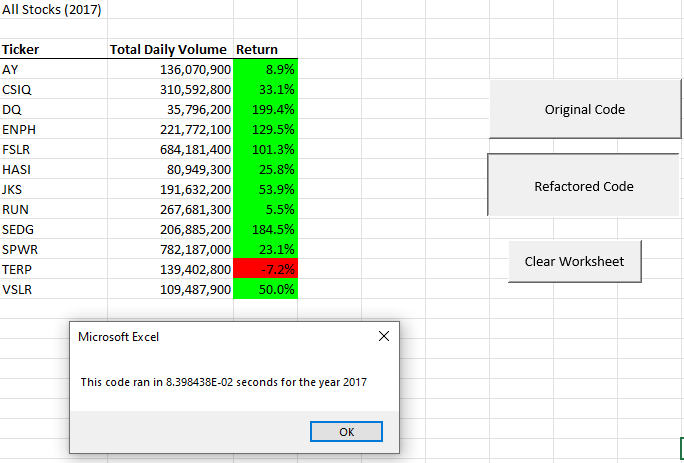 All Stocks (2017)
Ticker Total Daily Volume Return
AY 136,070,900 8.9%
CSIQ 310,592,800 33.1%
DQ 35,796,200 199.4%
ENPH 221,772,100 129.5%
FSLR 684,181,400 101.3%
HASI 80,949,300 25.8%
JKS 191,632,200 53.9%
RUN 267,681,300 5.5%
SEDG 206,885,200 184.5%
SPWR 782,187,000 23.1%
TERP 139,402,800 -7.2%
VSLR 109,487,900 50.0%
Original Code
Refactored Code
Clear Worksheet
Microsoft Excel
This code ran in 8.398438E-02 seconds for the year 2017
OK